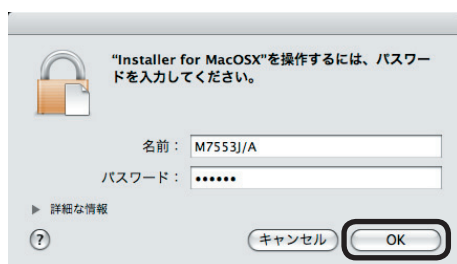 "Installer for MacOSX"を操作するには、パスワー
ドを入力してください。
名前：
M7553J/A
パスワード：
••••••
▶ 詳細な情報
?
キャンセル
OK